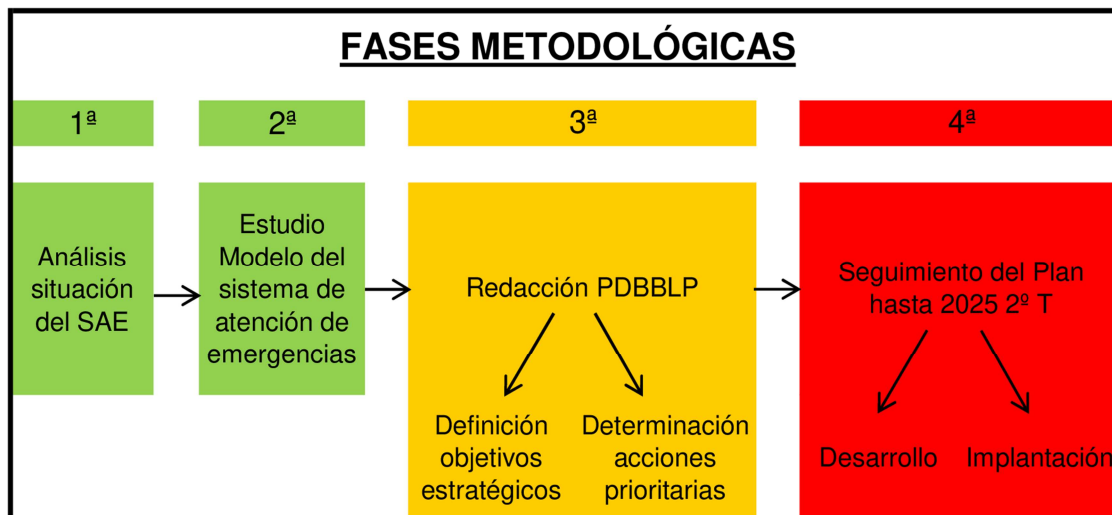 FASES METODOLÓGICAS
1ª
2ª
3ª
4ª
Análisis
situación
del SAE
Estudio
Modelo del
sistema de
atención de
emergencias
Redacción PDBBLP
Definición
objetivos
estratégicos
Determinación
acciones
prioritarias
Seguimiento del Plan
hasta 2025 2º T
Desarrollo
Implantación